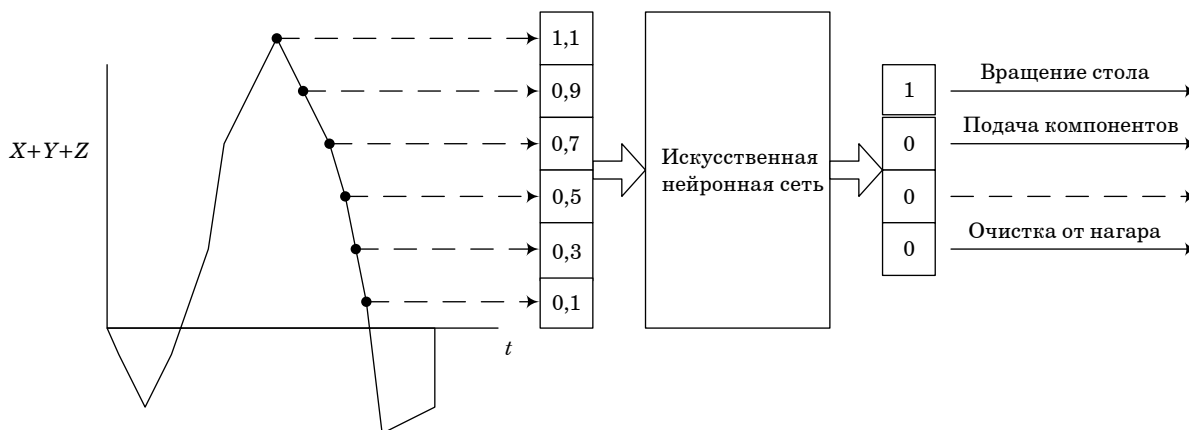 X+Y+Z
t
1,1
0,9
0,7
0,5
0,3
0,1
Искусственная
нейронная сеть
1
0
0
0
Вращение стола
Подача компонентов
Очистка от нагара